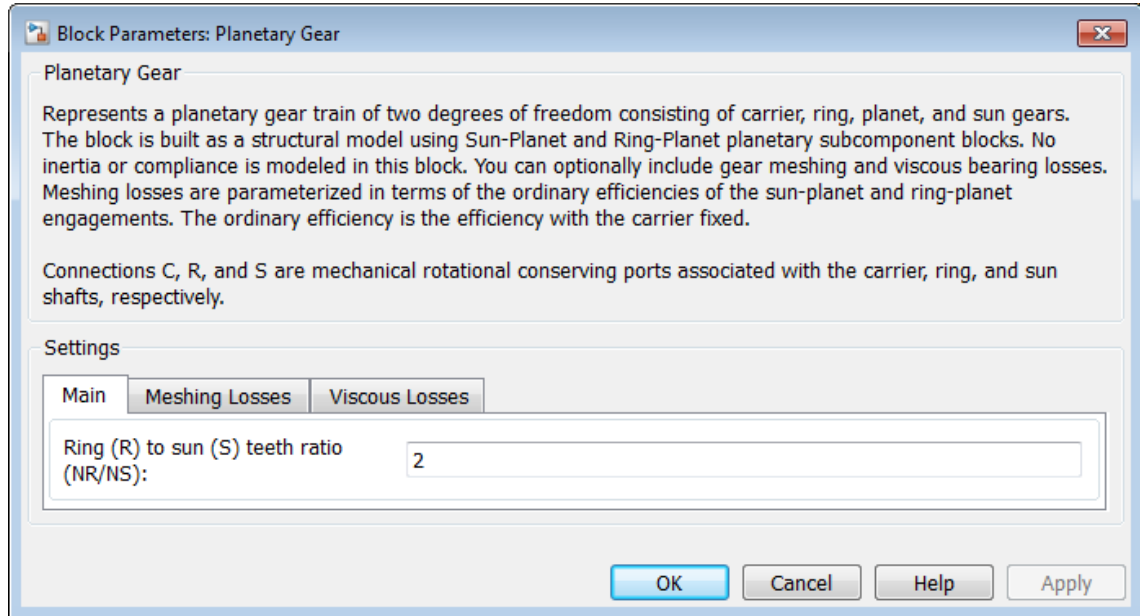 Block Parameters: Planetary Gear
Planetary Gear
Represents a planetary gear train of two degrees of freedom consisting of carrier, ring, planet, and sun gears.
The block is built as a structural model using Sun-Planet and Ring-Planet planetary subcomponent blocks. No
inertia or compliance is modeled in this block. You can optionally include gear meshing and viscous bearing losses.
Meshing losses are parameterized in terms of the ordinary efficiencies of the sun-planet and ring-planet
engagements. The ordinary efficiency is the efficiency with the carrier fixed.
Connections C, R, and S are mechanical rotational conserving ports associated with the carrier, ring, and sun
shafts, respectively.
Settings
Main Meshing Losses Viscous Losses
Ring (R) to sun (S) teeth ratio
(NR/NS):
2
OK Cancel Help Apply